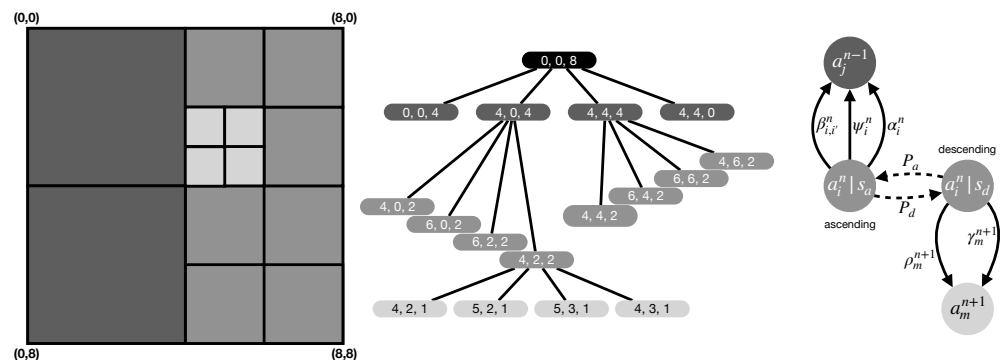 (0,0)
(8,0)
(0,8)
(8,8)
0, 0, 8
0, 0, 4
4, 0, 4
4, 4, 4
4, 4, 0
4, 0, 2
6, 0, 2
6, 2, 2
4, 2, 2
4, 4, 2
6, 4, 2
6, 6, 2
4, 6, 2
4, 2, 1
5, 2, 1
5, 3, 1
4, 3, 1
a_j^{n-1}
β_{i,i'}^n
ψ_i^n
α_i^n
descending
P_a
a_i^n | s_a
a_i^n | s_d
P_d
ascending
γ_m^{n+1}
ρ_m^{n+1}
a_m^{n+1}